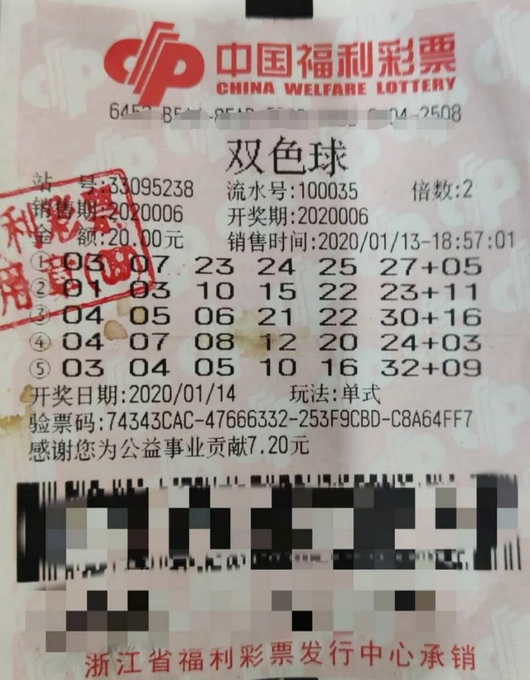 中国福利彩票
CHINA WELFARE LOTTERY
双色球
站 号:33095238 流水号:100035 倍数:2
销售期:2020006 开奖期:2020006
金 额:20.00元 销售时间:2020/01/13-18:57:01
① 03 07 23 24 25 27+05
② 01 03 10 15 22 23+11
③ 04 05 06 21 22 30+16
④ 04 07 08 12 20 24+03
⑤ 03 04 05 10 16 32+09
开奖日期:2020/01/14 玩法:单式
验票码:74343CAC-47666332-253F9CBD-C8A64FF7
感谢您为公益事业贡献7.20元
浙江省福利彩票发行中心承销